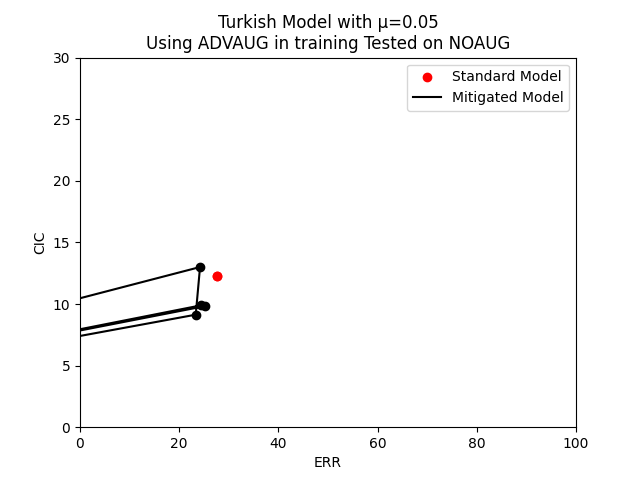 Turkish Model with μ=0.05
Using ADVAUG in training Tested on NOAUG
Standard Model
Mitigated Model
30
25
20
15
10
5
0
CIC
0 20 40 60 80 100
ERR